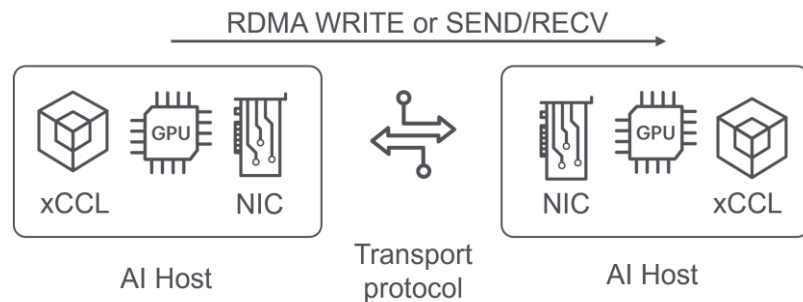 RDMA WRITE or SEND/RECV
GPU
xCCL
NIC
AI Host
Transport
protocol
GPU
NIC
xCCL
AI Host